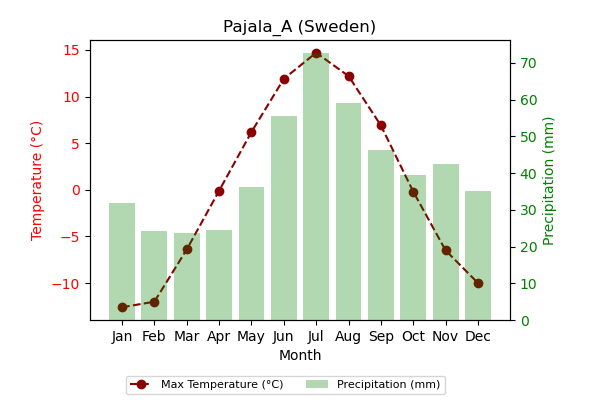 Pajala_A (Sweden)
15
10
5
0
−5
−10
Temperature (°C)
70
60
50
40
30
20
10
0
Precipitation (mm)
Jan Feb Mar Apr May Jun Jul Aug Sep Oct Nov Dec
Month
Max Temperature (°C) Precipitation (mm)